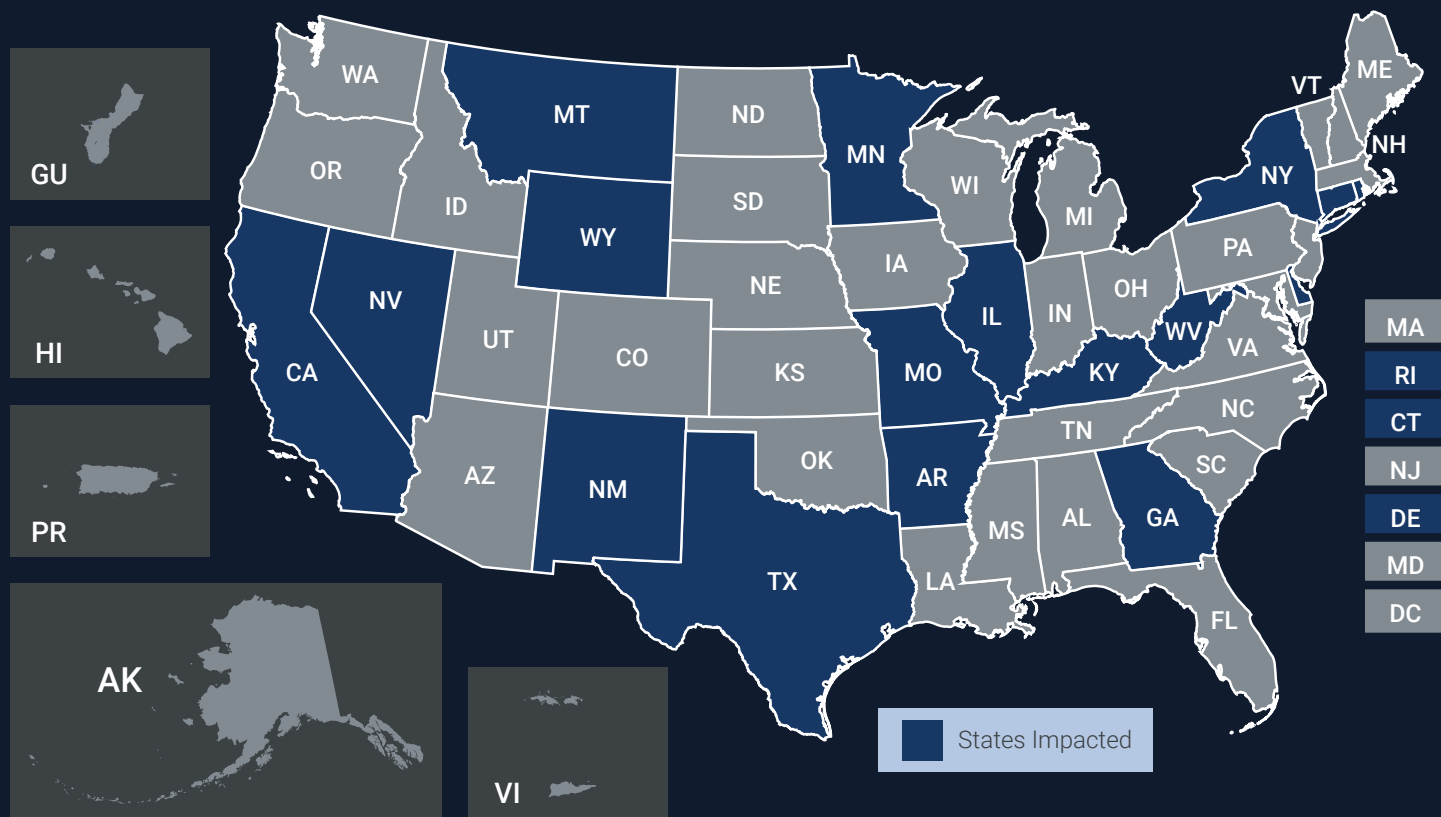 GU
HI
PR
AK
VI
WA
OR
CA
NV
ID
MT
WY
UT
AZ
CO
NM
ND
SD
NE
KS
OK
TX
MN
IA
MO
AR
LA
WI
IL
MS
MI
IN
KY
TN
AL
OH
WV
GA
FL
SC
NC
VA
PA
NY
VT
NH
ME
MA
RI
CT
NJ
DE
MD
DC
States Impacted